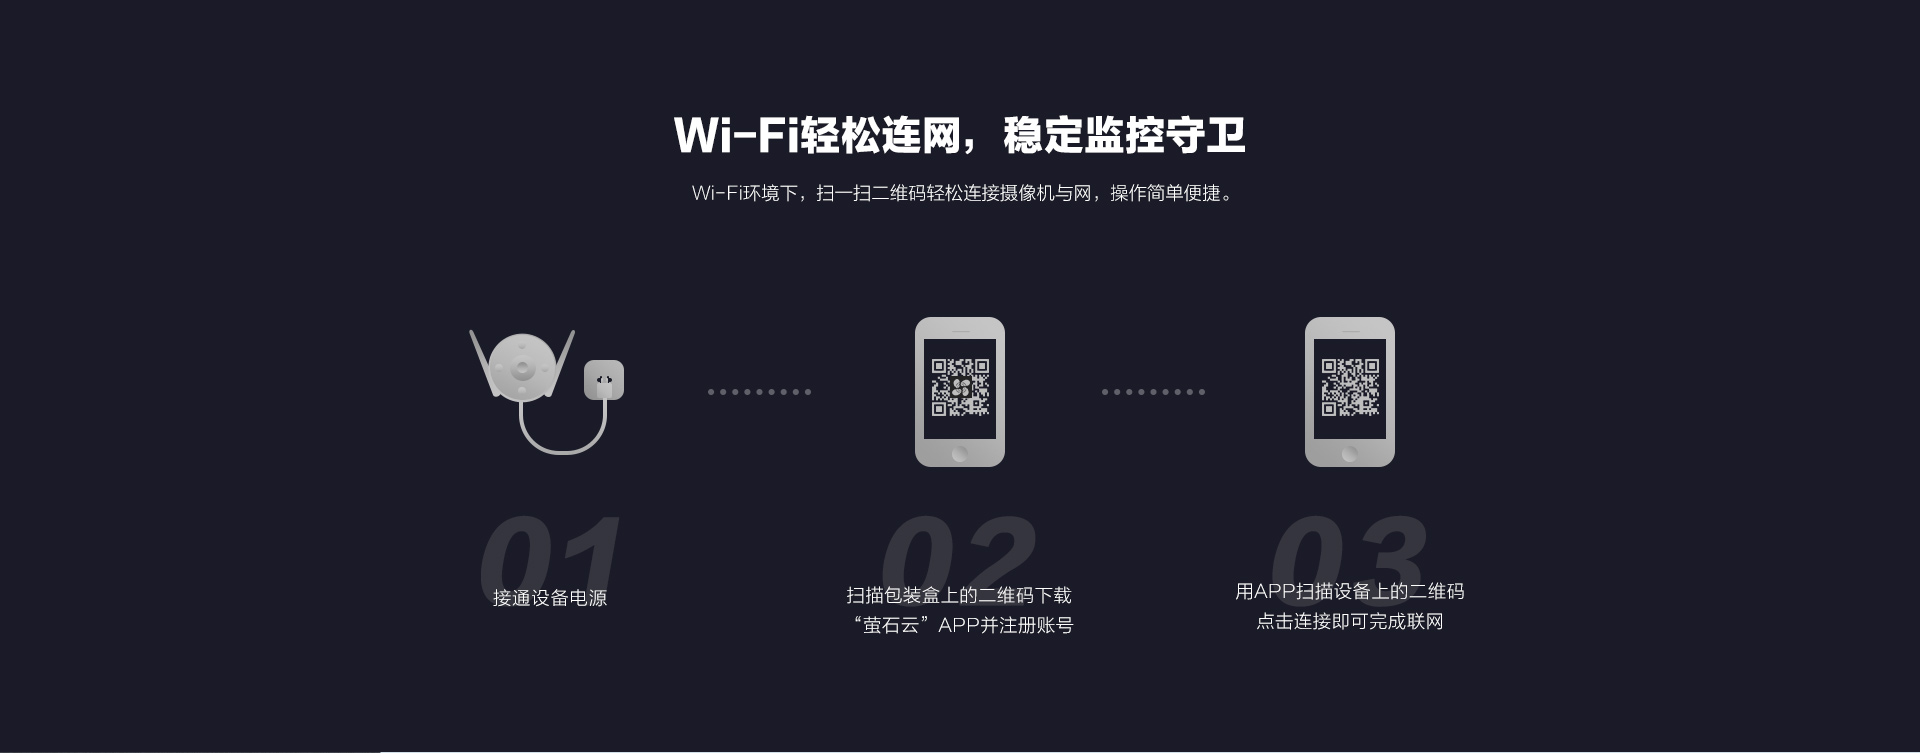 Wi-Fi轻松连网，稳定监控守卫
Wi-Fi环境下，扫一扫二维码轻松连接摄像机与网，操作简单便捷。
01
接通设备电源
02
扫描包装盒上的二维码下载
“萤石云”APP并注册账号
03
用APP扫描设备上的二维码
点击连接即可完成联网